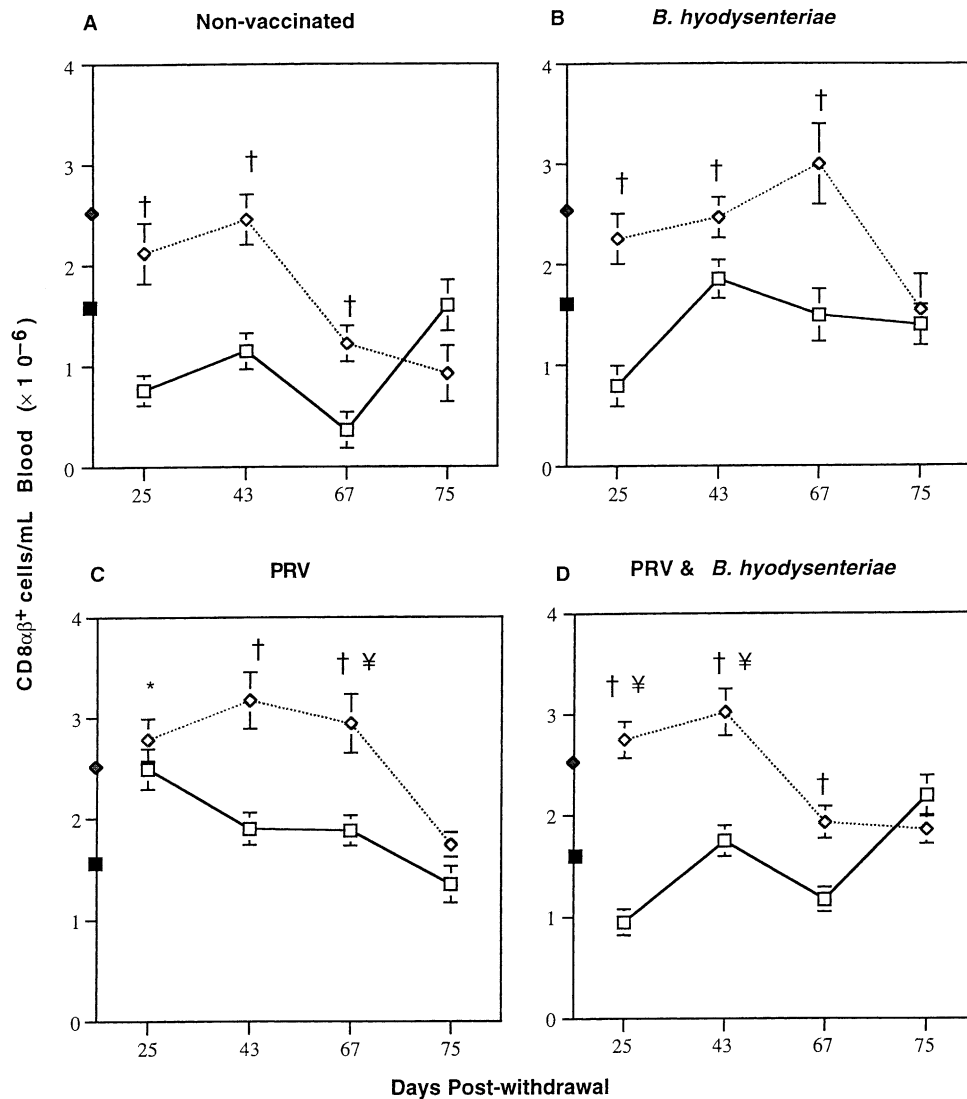 A Non-vaccinated
B B. hyodysenteriae
4
3
2
1
0
† † †
25 43 67 75
4
3
2
1
0
† † †
25 43 67 75
CD8αβ+ cells/mL Blood (× 1 0−6)
C PRV
D PRV & B. hyodysenteriae
4
3
2
1
0
* † † ¥
25 43 67 75
4
3
2
1
0
† ¥ † ¥ †
25 43 67 75
Days Post-withdrawal